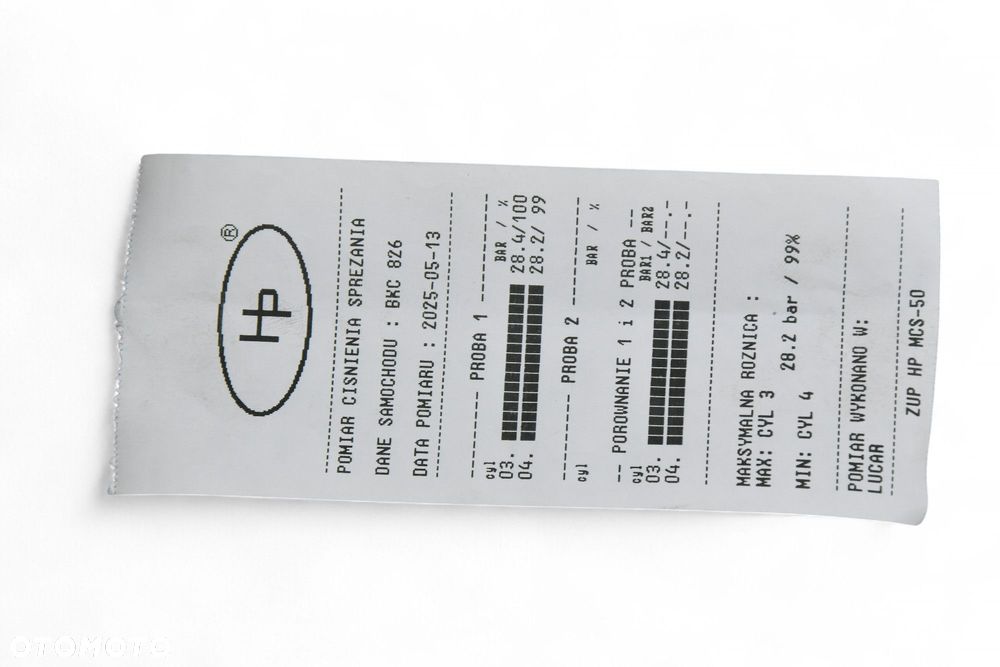 ®
HP
POMIAR CISNIENIA SPREZANIA
DANE SAMOCHODU : BKC 826
DATA POMIARU : 2025-05-13
PROBA 1
cyl BAR / %
03. 28.4/100
04. 28.2/ 99
PROBA 2
cyl BAR / %
POROWNANIE 1 i 2 PROBA
cyl BAR1 / BAR2
03. 28.4/--.-
04. 28.2/--.-
MAKSYMALNA ROZNICA :
MAX: CYL 3
28.2 bar / 99%
MIN: CYL 4
POMIAR WYKONANO W:
LUCAR
ZUP HP MCS-50
OTOMOTO